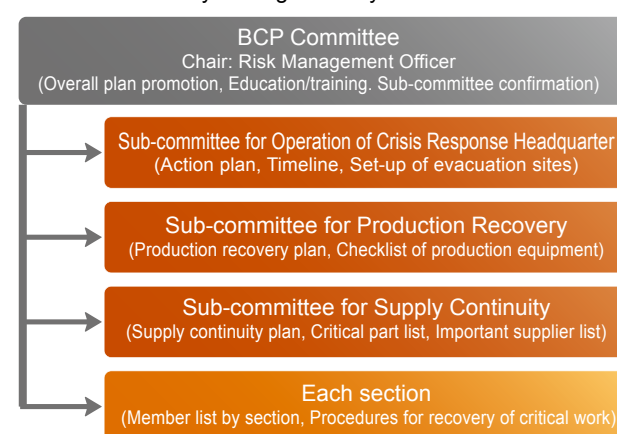 BCP Committee
Chair: Risk Management Officer
(Overall plan promotion, Education/training. Sub-committee confirmation)
Sub-committee for Operation of Crisis Response Headquarter
(Action plan, Timeline, Set-up of evacuation sites)
Sub-committee for Production Recovery
(Production recovery plan, Checklist of production equipment)
Sub-committee for Supply Continuity
(Supply continuity plan, Critical part list, Important supplier list)
Each section
(Member list by section, Procedures for recovery of critical work)